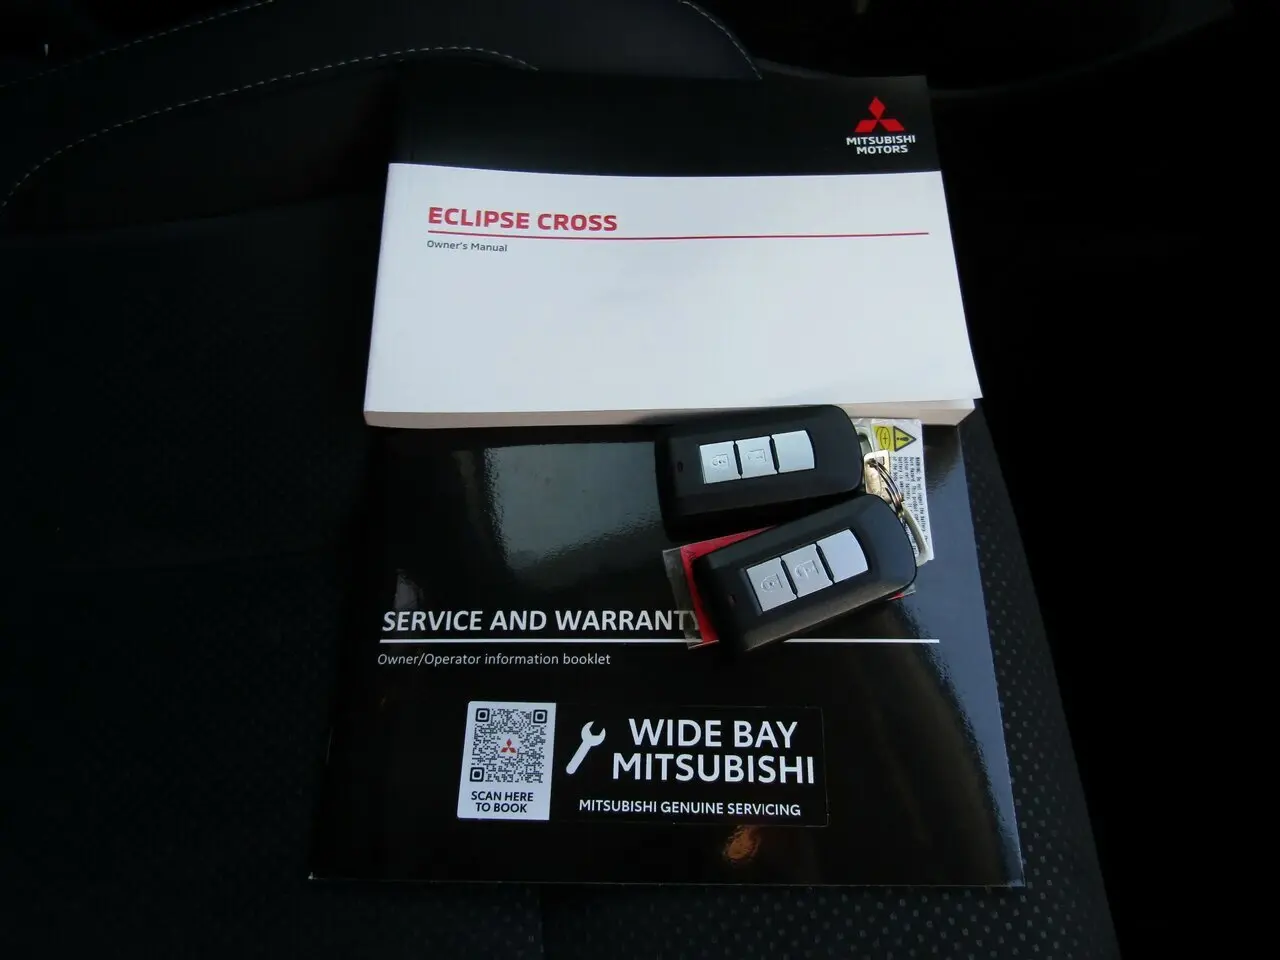 MITSUBISHI
MOTORS
ECLIPSE CROSS
Owner's Manual
SERVICE AND WARRANTY
Owner/Operator information booklet
SCAN HERE
TO BOOK
WIDE BAY
MITSUBISHI
MITSUBISHI GENUINE SERVICING